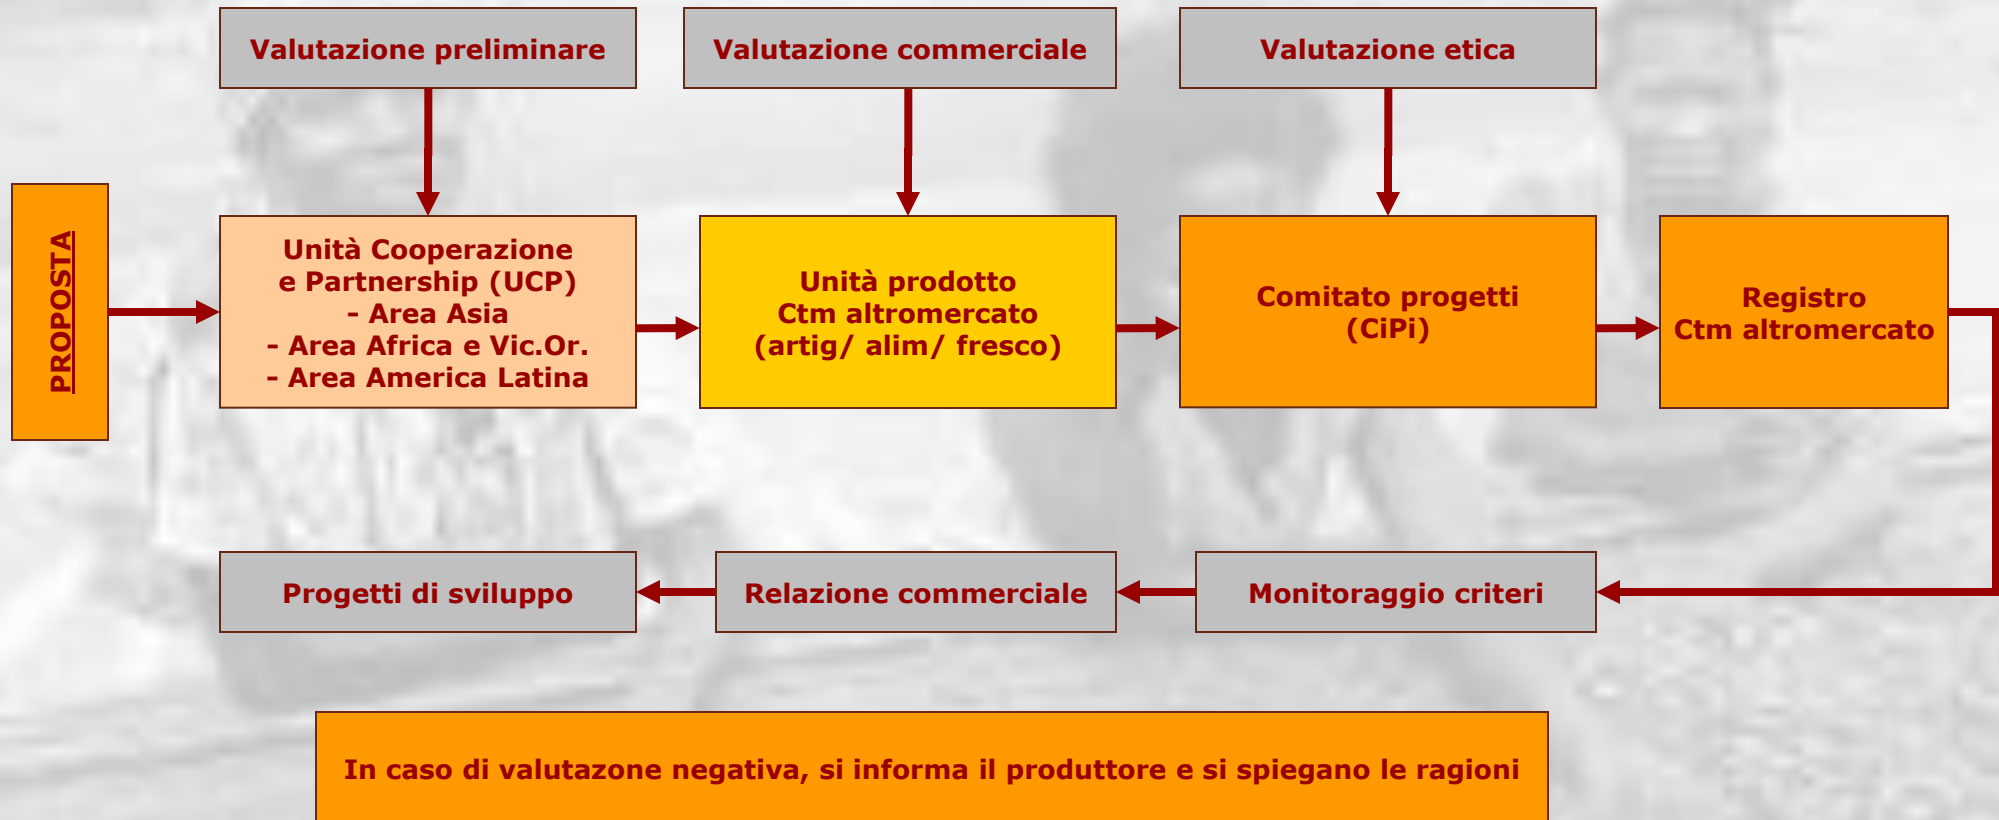 Valutazione preliminare
Valutazione commerciale
Valutazione etica
PROPOSTA
Unità Cooperazione
e Partnership (UCP)
- Area Asia
- Area Africa e Vic.Or.
- Area America Latina
Unità prodotto
Ctm altromercato
(artig/ alim/ fresco)
Comitato progetti
(CiPi)
Registro
Ctm altromercato
Progetti di sviluppo
Relazione commerciale
Monitoraggio criteri
In caso di valutazone negativa, si informa il produttore e si spiegano le ragioni